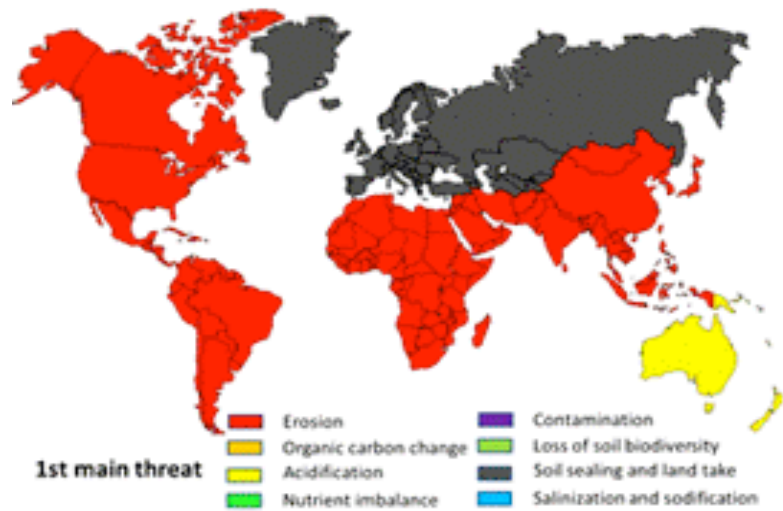 Erosion
Organic carbon change
1st main threat
Acidification
Nutrient imbalance
Contamination
Loss of soil biodiversity
Soil sealing and land take
Salinization and sodification